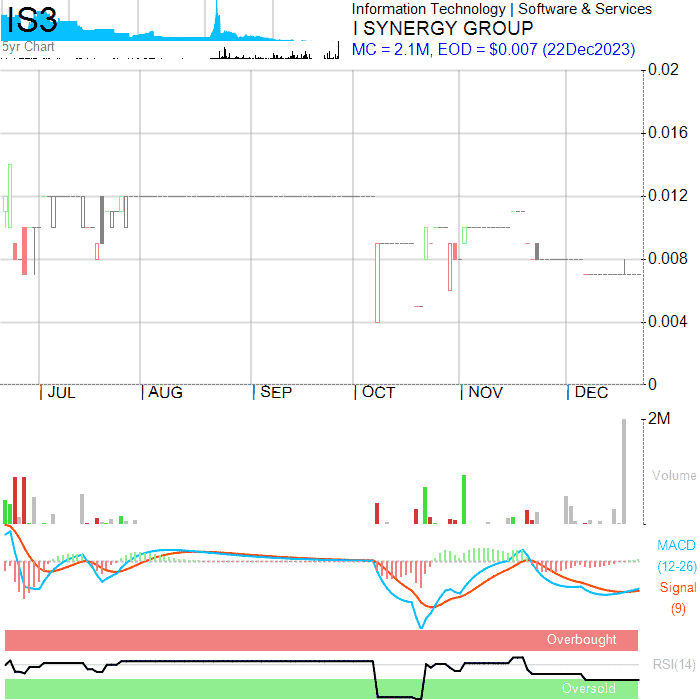 IS3
5yr Chart
Information Technology | Software & Services
I SYNERGY GROUP
MC = 2.1M, EOD = $0.007 (22Dec2023)
0.02
0.016
0.012
0.008
0.004
0
| JUL | AUG | SEP | OCT | NOV | DEC
2M
Volume
MACD
(12-26)
Signal
(9)
Overbought
RSI(14)
Oversold